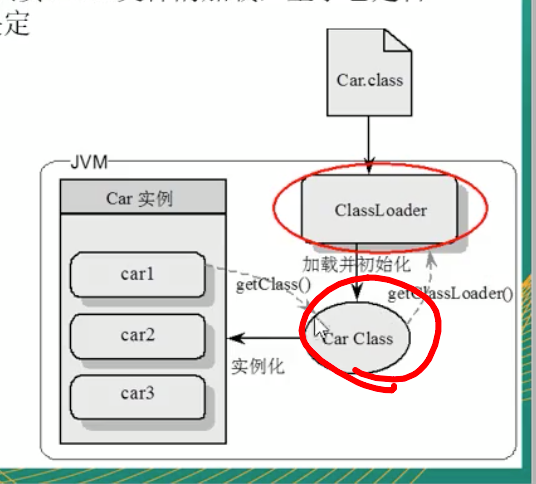 定
Car.class
JVM
Car 实例
ClassLoader
加载并初始化
car1
getClass()
getClassLoader()
car2
Car Class
实例化
car3